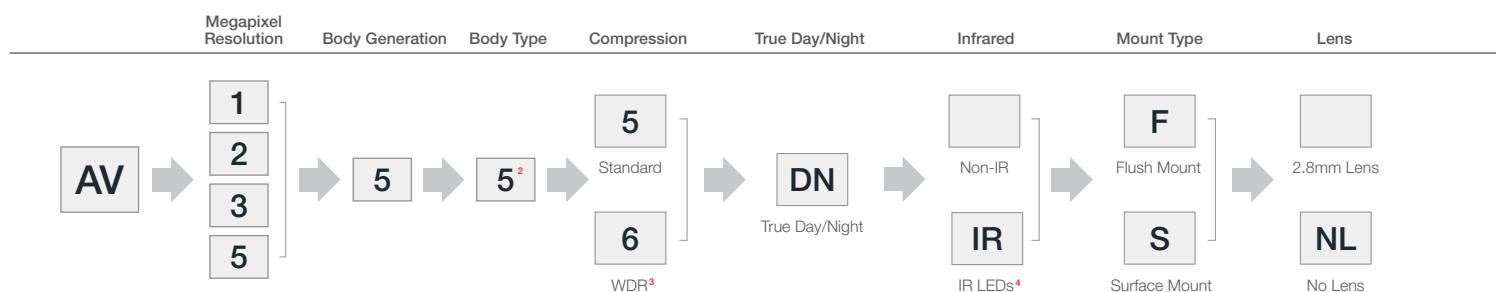 Megapixel
Resolution
Body Generation
Body Type
Compression
True Day/Night
Infrared
Mount Type
Lens
AV
1
2
3
5
5
5²
5
Standard
6
WDR³
DN
True Day/Night
Non-IR
IR
IR LEDs⁴
F
Flush Mount
S
Surface Mount
2.8mm Lens
NL
No Lens